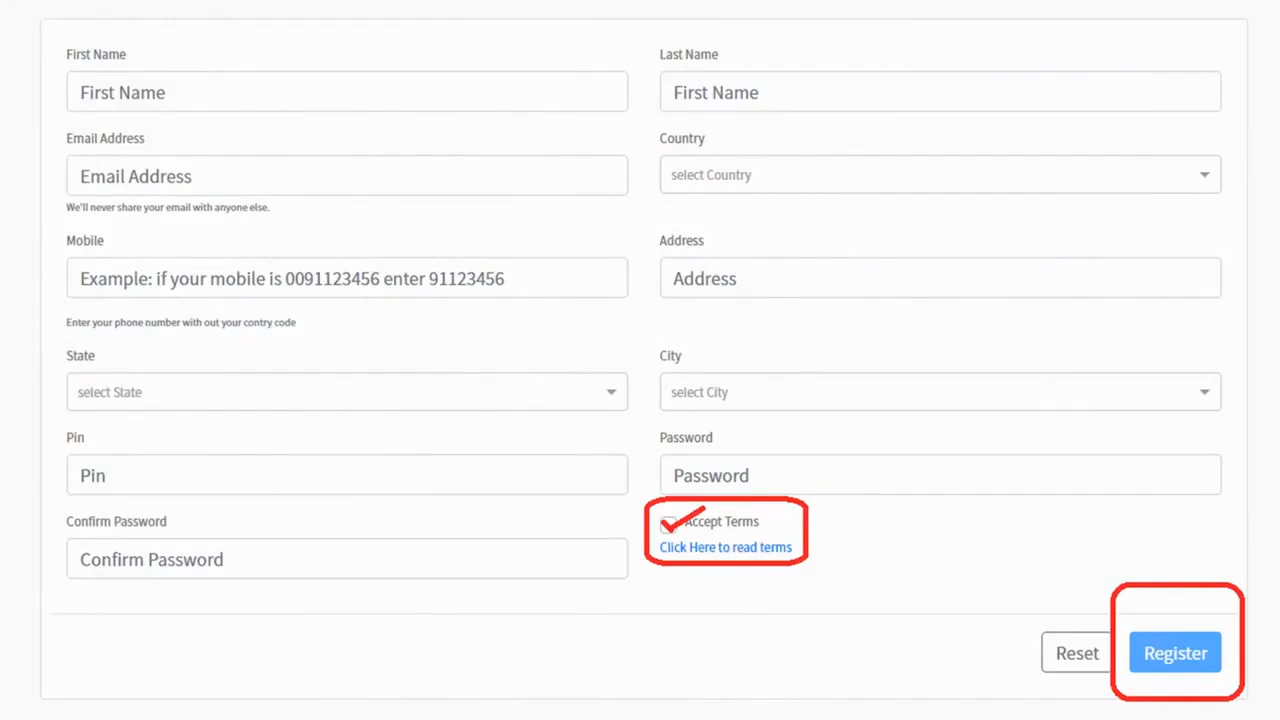 First Name
Last Name
First Name
First Name
Email Address
Country
Email Address
select Country
We'll never share your email with anyone else.
Mobile
Address
Example: if your mobile is 0091123456 enter 91123456
Address
Enter your phone number with out your contry code
State
City
select State
select City
Pin
Password
Pin
Password
Confirm Password
Accept Terms
Click Here to read terms
Confirm Password
Reset
Register